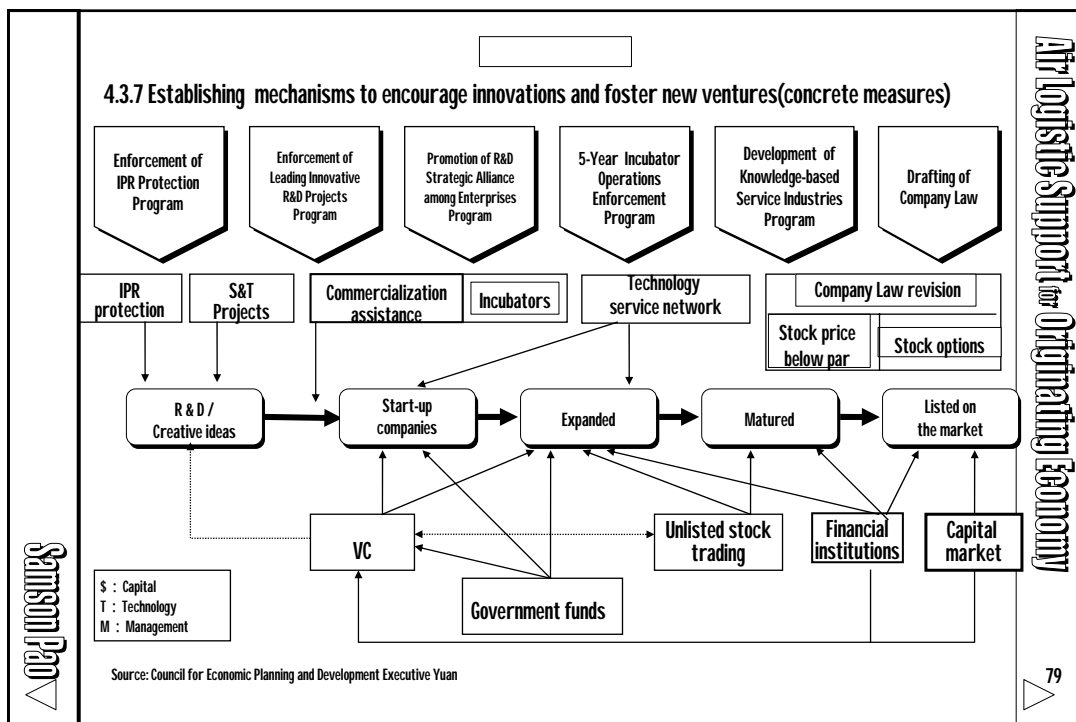 4.3.7 Establishing mechanisms to encourage innovations and foster new ventures(concrete measures)
Enforcement of
IPR Protection
Program
Enforcement of
Leading Innovative
R&D Projects
Program
Promotion of R&D
Strategic Alliance
among Enterprises
Program
5-Year Incubator
Operations
Enforcement
Program
Development of
Knowledge-based
Service Industries
Program
Drafting of
Company Law
IPR
protection
S&T
Projects
Commercialization
assistance
Incubators
Technology
service network
Company Law revision
Stock price
below par
Stock options
R & D /
Creative ideas
Start-up
companies
Expanded
Matured
Listed on
the market
VC
Unlisted stock
trading
Financial
institutions
Capital
market
Government funds
$ : Capital
T : Technology
M : Management
Source: Council for Economic Planning and Development Executive Yuan
79
Samson Pao
Air Logistic Support for Originating Economy